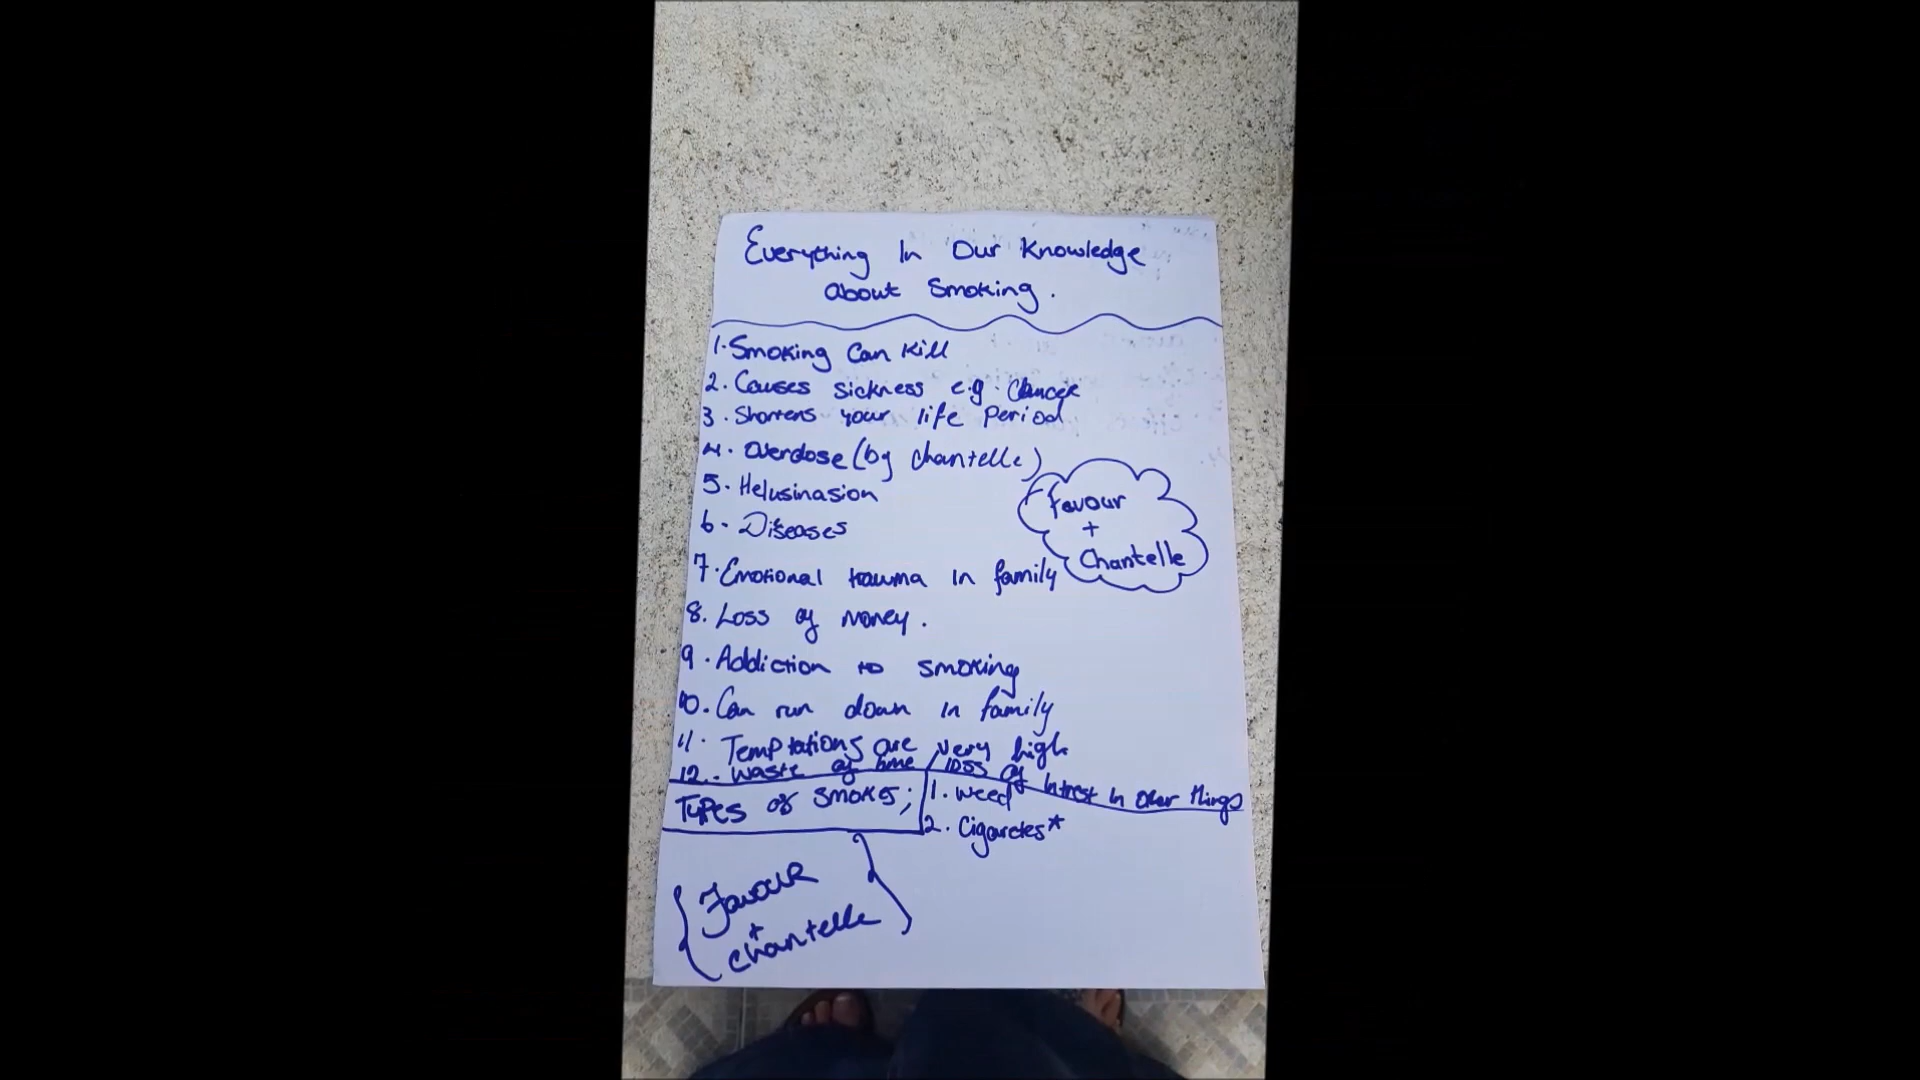 Everything In Our Knowledge
about Smoking.
1. Smoking Can Kill
2. Causes sickness e.g. Cancer
3. Shortens your life Period
4. Overdose (by chantelle)
5. Helusinasion
6. Diseases
Favour
+
Chantelle
7. Emotional trauma in family
8. Loss of Money.
9. Addiction to smoking
10. Can run down in family
11. Temptations are very high
12. Waste of time / loss of intrest in other things
Types of smokes;
1. Weed
2. Cigaretes*
Favour
+
chantelle